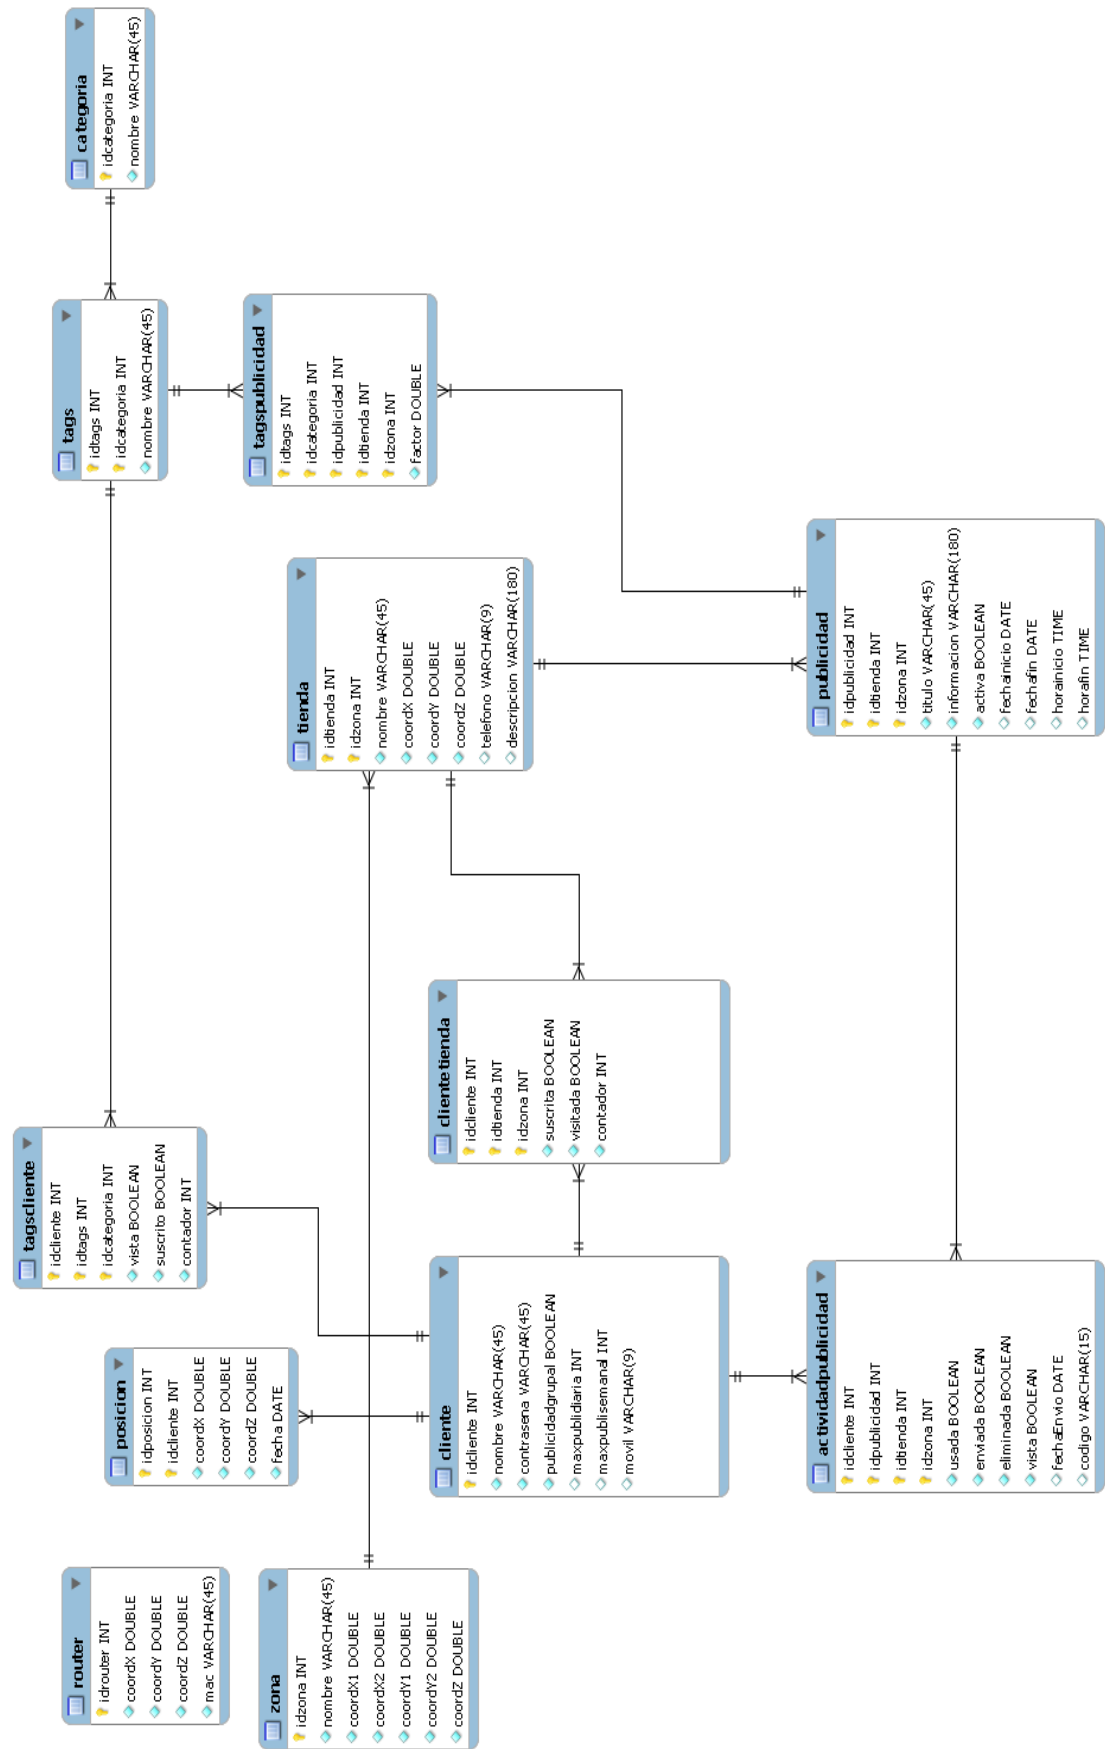 router
idrouter INT
coordX DOUBLE
coordY DOUBLE
coordZ DOUBLE
mac VARCHAR(45)
posicion
idposicion INT
idcliente INT
coordX DOUBLE
coordY DOUBLE
coordZ DOUBLE
fecha DATE
tagscliente
idcliente INT
idtags INT
idcategoria INT
vista BOOLEAN
suscrito BOOLEAN
contador INT
tags
idtags INT
idcategoria INT
nombre VARCHAR(45)
categoria
idcategoria INT
nombre VARCHAR(45)
zona
idzona INT
nombre VARCHAR(45)
coordX1 DOUBLE
coordX2 DOUBLE
coordY1 DOUBLE
coordY2 DOUBLE
coordZ DOUBLE
tienda
idtienda INT
idzona INT
nombre VARCHAR(45)
coordX DOUBLE
coordY DOUBLE
coordZ DOUBLE
telefono VARCHAR(9)
descripcion VARCHAR(180)
tagspublicidad
idtags INT
idcategoria INT
idpublicidad INT
idtienda INT
idzona INT
factor DOUBLE
cliente
idcliente INT
nombre VARCHAR(45)
contrasena VARCHAR(45)
publicidadgrupal BOOLEAN
maxpublidiaria INT
maxpublisemanal INT
movil VARCHAR(9)
clientetienda
idcliente INT
idtienda INT
idzona INT
suscrita BOOLEAN
visitada BOOLEAN
contador INT
actividadpublicidad
idcliente INT
idpublicidad INT
idtienda INT
idzona INT
usada BOOLEAN
enviada BOOLEAN
eliminada BOOLEAN
vista BOOLEAN
fechaEnvio DATE
codigo VARCHAR(15)
publicidad
idpublicidad INT
idtienda INT
idzona INT
titulo VARCHAR(45)
informacion VARCHAR(180)
activa BOOLEAN
fechainicio DATE
fechafin DATE
horainicio TIME
horafin TIME